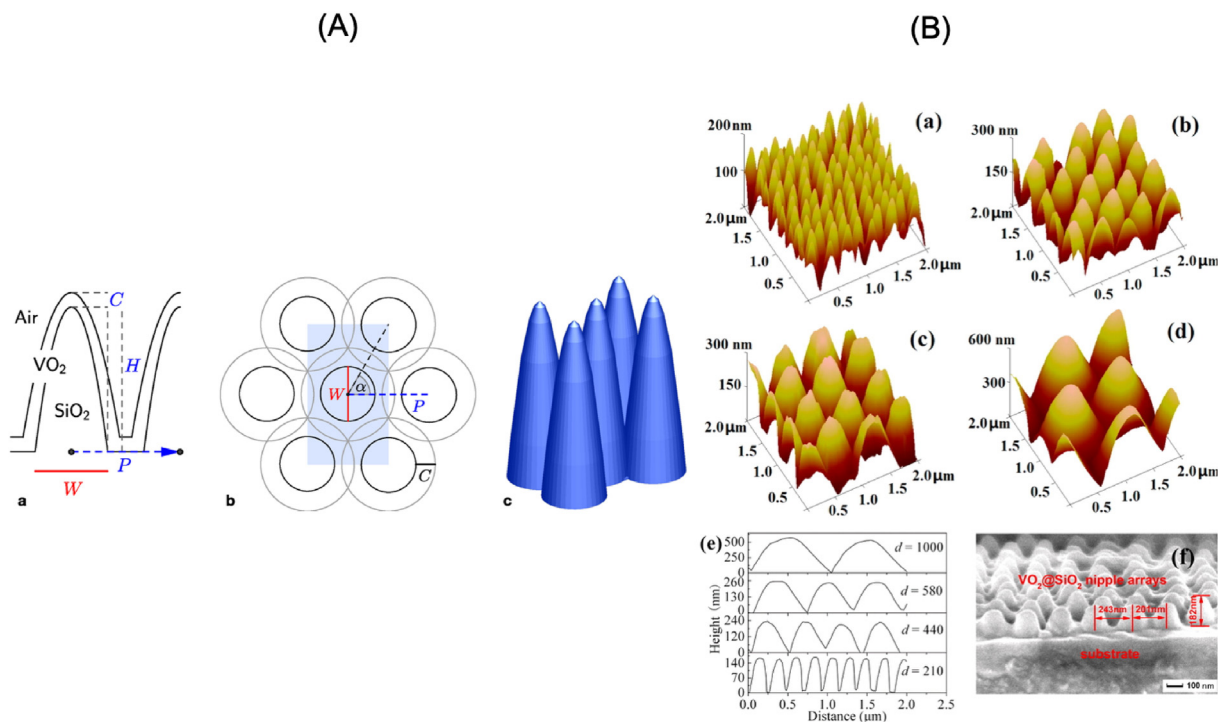 (A)
(B)
Air
VO₂
SiO₂
C
H
P
W
a
W
α
P
C
b
c
(a)
200 nm
100
2.0 μm
1.5
1.0
0.5
0.5
1.0
1.5
2.0 μm
(b)
300 nm
150
2.0 μm
1.5
1.0
0.5
0.5
1.0
1.5
2.0 μm
(c)
300 nm
150
2.0 μm
1.5
1.0
0.5
0.5
1.0
1.5
2.0 μm
(d)
600 nm
300
2.0 μm
1.5
1.0
0.5
0.5
1.0
1.5
2.0 μm
(e)
Height (nm)
500
250
0
d = 1000
260
130
0
d = 580
240
120
0
d = 440
140
70
0
d = 210
0.0 0.5 1.0 1.5 2.0 2.5
Distance (μm)
(f)
VO₂@SiO₂ nipple arrays
243nm
201nm
182nm
substrate
100 nm